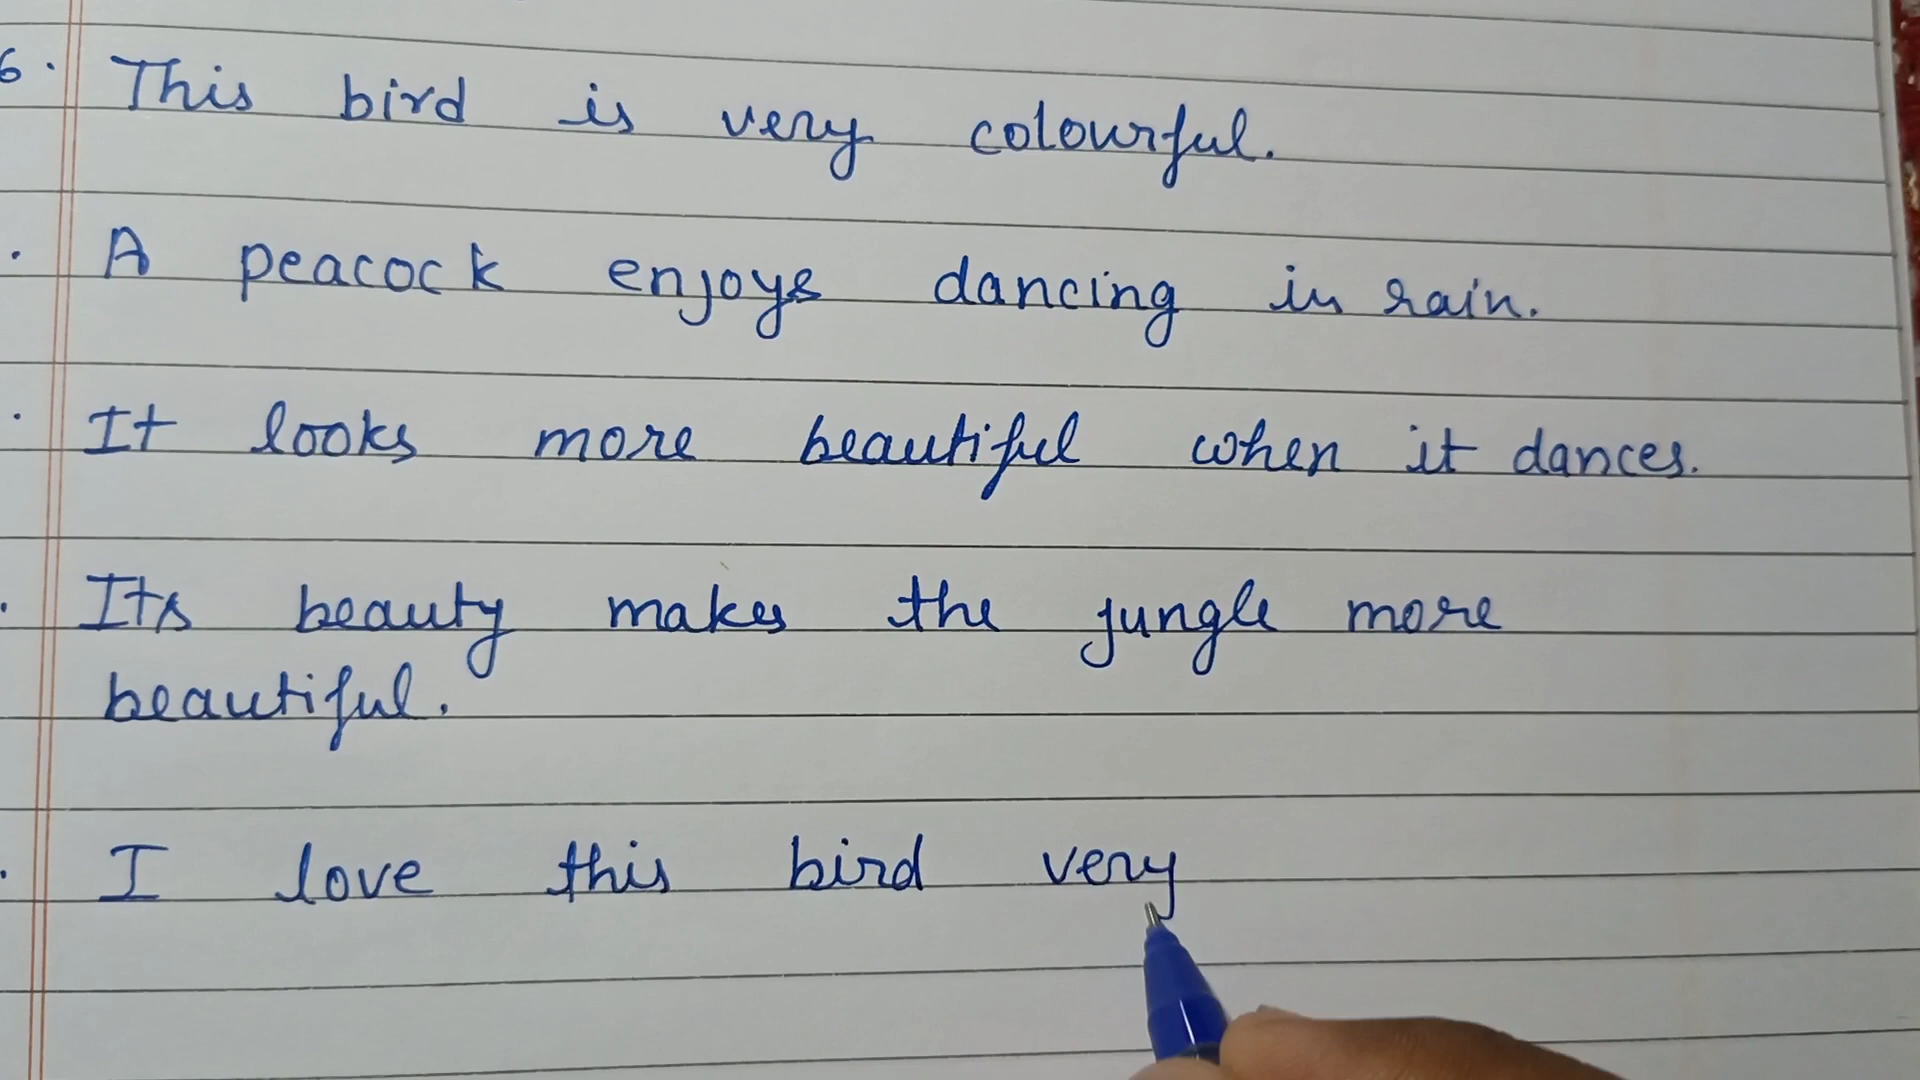 6. This bird is very colourful.
. A peacock enjoys dancing in rain.
. It looks more beautiful when it dances.
. Its beauty makes the jungle more
beautiful.
. I love this bird very